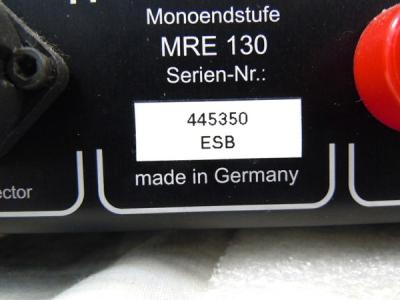 Monoendstufe
MRE 130
Serien-Nr.:
445350
ESB
made in Germany
ector